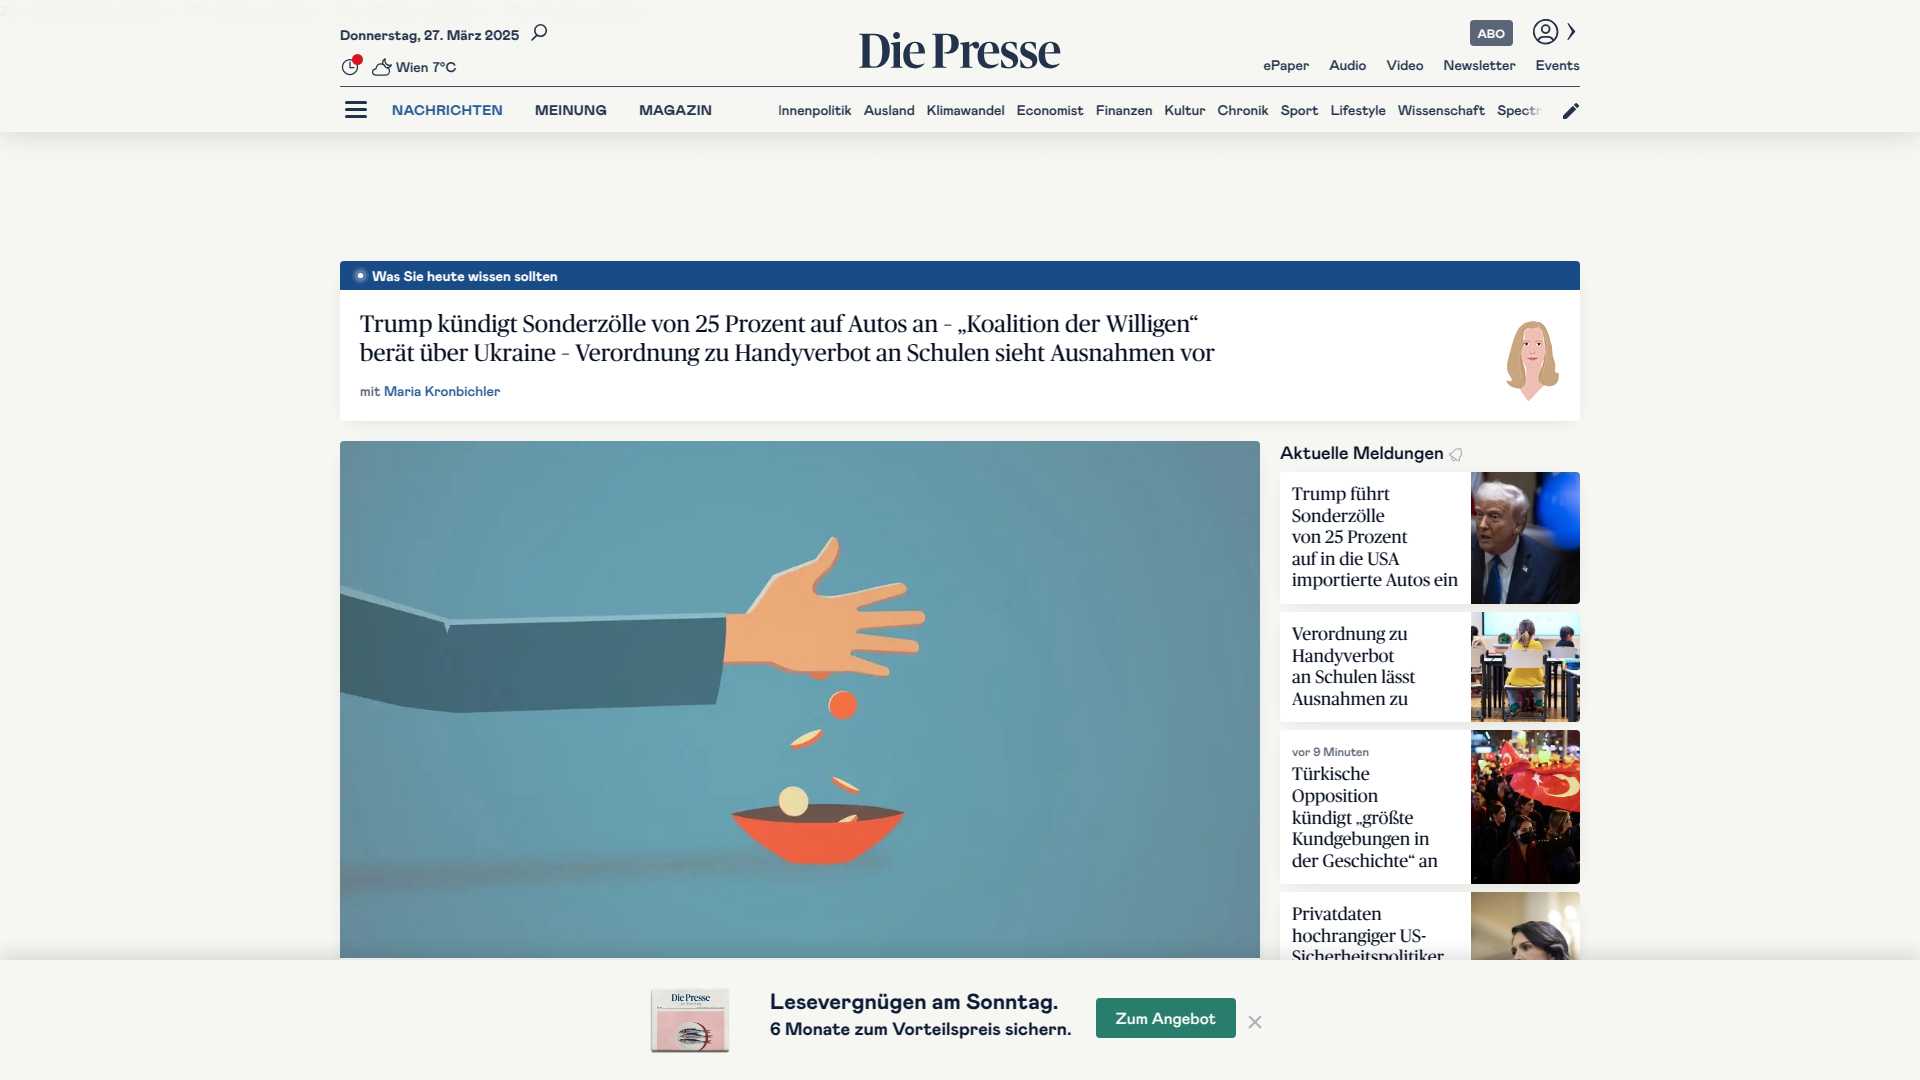 Donnerstag, 27. März 2025
Wien 7°C
Die Presse
ABO
ePaper Audio Video Newsletter Events
NACHRICHTEN MEINUNG MAGAZIN
Innenpolitik Ausland Klimawandel Economist Finanzen Kultur Chronik Sport Lifestyle Wissenschaft
Was Sie heute wissen sollten
Trump kündigt Sonderzölle von 25 Prozent auf Autos an – „Koalition der Willigen“
berät über Ukraine – Verordnung zu Handyverbot an Schulen sieht Ausnahmen vor
mit Maria Kronbichler
Aktuelle Meldungen
Trump führt
Sonderzölle
von 25 Prozent
auf in die USA
importierte Autos ein
Verordnung zu
Handyverbot
an Schulen lässt
Ausnahmen zu
vor 9 Minuten
Türkische
Opposition
kündigt „größte
Kundgebungen in
der Geschichte“ an
Privatdaten
hochrangiger US-
Sicherheitspolitiker
Die Presse
Lesevergnügen am Sonntag.
6 Monate zum Vorteilspreis sichern.
Zum Angebot